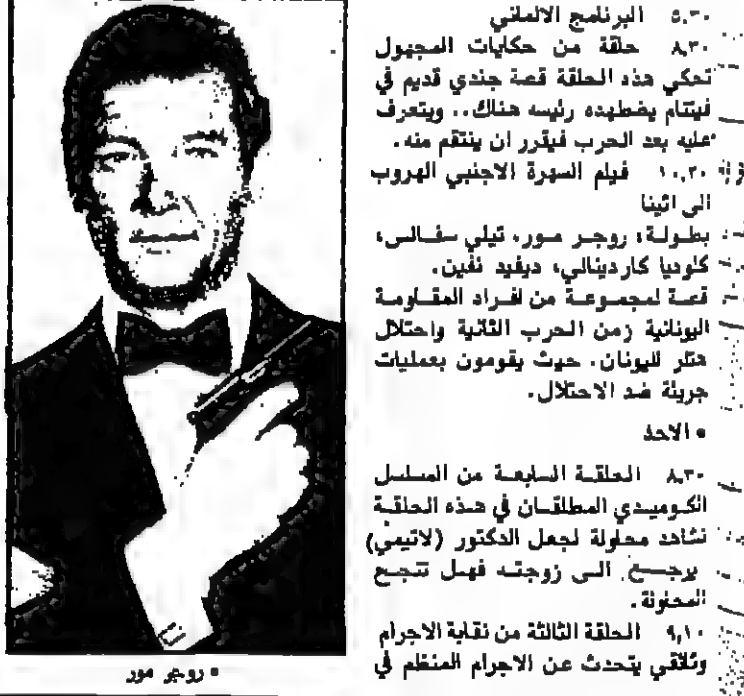 ٥,٣٠ البرنامج الالماني
٨,٣٠ حلقة من حكايات المجهول
تحكي هذه الحلقة قصة جندي قديم في
فيتنام يضطهده رئيسه هناك.. ويتعرف
عليه بعد الحرب فيقرر ان ينتقم منه.
١٠,٣٠ فيلم السهرة الاجنبي الهروب
الى اثينا
بطولة، روجر مور، تيلي سفالس،
كلوديا كاردينالي، ديفيد نفين.
قصة لمجموعة من افراد المقاومة
اليونانية زمن الحرب الثانية واحتلال
هتلر لليونان. حيث يقومون بعمليات
جريئة ضد الاحتلال.
• الاحد
٨,٣٠ الحلقة السابعة من المسلسل
الكوميدي المطلقان في هذه الحلقة
نشاهد محاولة لجعل الدكتور (لاتيمي)
يرجع الى زوجته فهل تنجح
المحاولة.
٩,١٠ الحلقة الثالثة من نقابة الاجرام
وثائقي يتحدث عن الاجرام المنظم في
• روجر مور